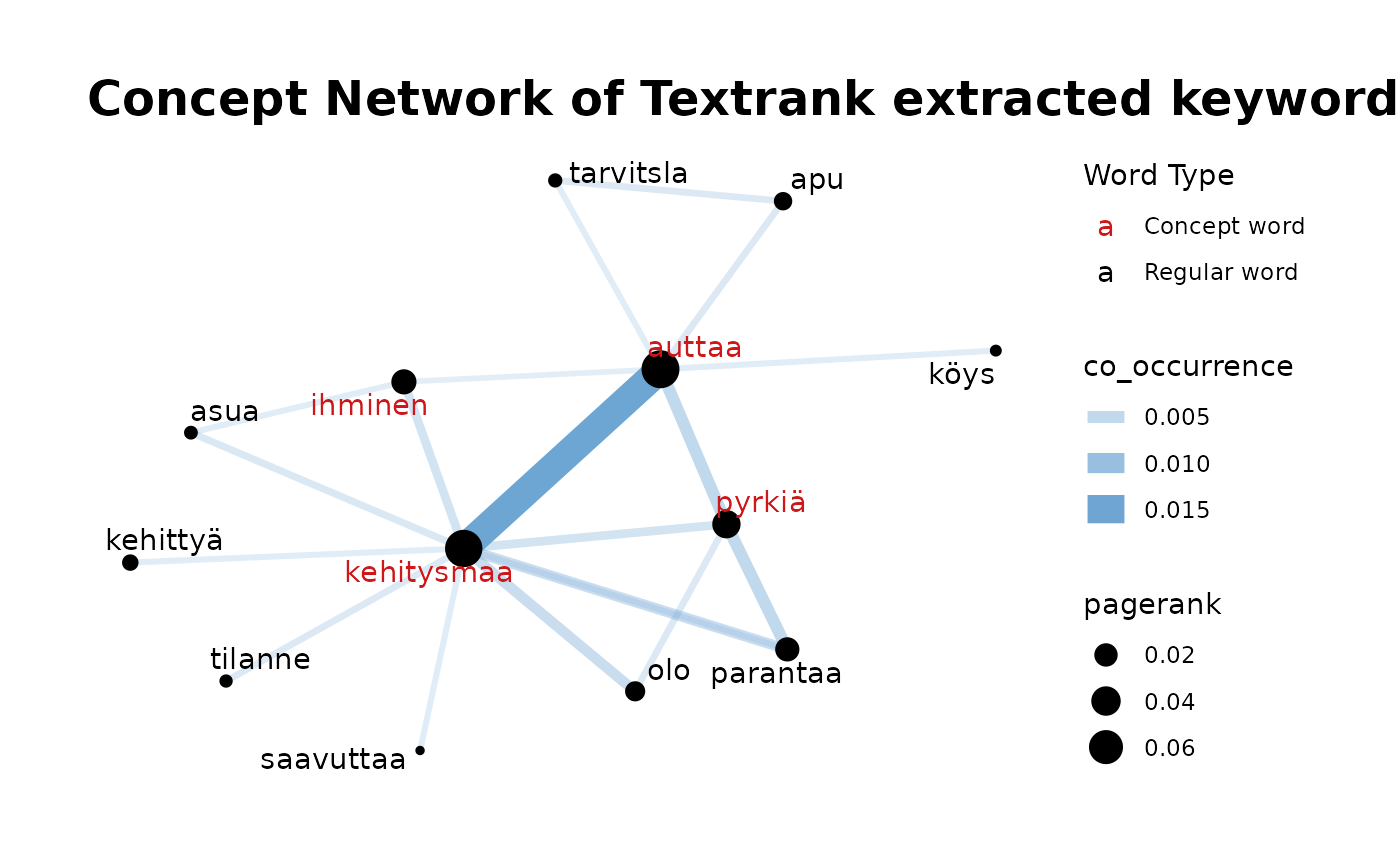 Concept Network of Textrank extracted keyword
tarvitsla
apu
auttaa
köys
ihminen
asua
pyrkiä
kehittyä
kehitysmaa
tilanne
olo
parantaa
saavuttaa
Word Type
a Concept word
a Regular word
co_occurrence
0.005
0.010
0.015
pagerank
0.02
0.04
0.06